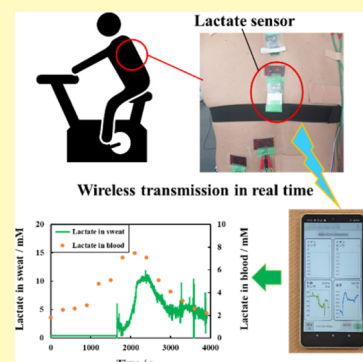 Lactate sensor
Wireless transmission in real time
Lactate in sweat / mM
20
15
10
5
0
Lactate in sweat
Lactate in blood
10
8
6
4
2
0
Lactate in blood / mM
0 1000 2000 3000 4000